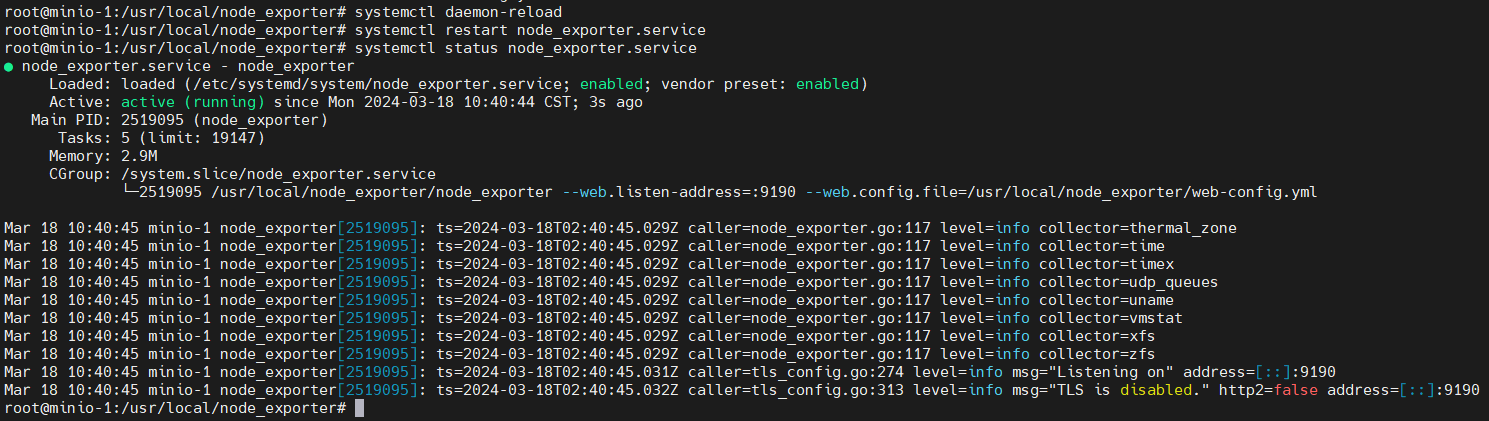 root@minio-1:/usr/local/node_exporter# systemctl daemon-reload
root@minio-1:/usr/local/node_exporter# systemctl restart node_exporter.service
root@minio-1:/usr/local/node_exporter# systemctl status node_exporter.service
● node_exporter.service - node_exporter
     Loaded: loaded (/etc/systemd/system/node_exporter.service; enabled; vendor preset: enabled)
     Active: active (running) since Mon 2024-03-18 10:40:44 CST; 3s ago
   Main PID: 2519095 (node_exporter)
      Tasks: 5 (limit: 19147)
     Memory: 2.9M
     CGroup: /system.slice/node_exporter.service
             └─2519095 /usr/local/node_exporter/node_exporter --web.listen-address=:9190 --web.config.file=/usr/local/node_exporter/web-config.yml
Mar 18 10:40:45 minio-1 node_exporter[2519095]: ts=2024-03-18T02:40:45.029Z caller=node_exporter.go:117 level=info collector=thermal_zone
Mar 18 10:40:45 minio-1 node_exporter[2519095]: ts=2024-03-18T02:40:45.029Z caller=node_exporter.go:117 level=info collector=time
Mar 18 10:40:45 minio-1 node_exporter[2519095]: ts=2024-03-18T02:40:45.029Z caller=node_exporter.go:117 level=info collector=timex
Mar 18 10:40:45 minio-1 node_exporter[2519095]: ts=2024-03-18T02:40:45.029Z caller=node_exporter.go:117 level=info collector=udp_queues
Mar 18 10:40:45 minio-1 node_exporter[2519095]: ts=2024-03-18T02:40:45.029Z caller=node_exporter.go:117 level=info collector=uname
Mar 18 10:40:45 minio-1 node_exporter[2519095]: ts=2024-03-18T02:40:45.029Z caller=node_exporter.go:117 level=info collector=vmstat
Mar 18 10:40:45 minio-1 node_exporter[2519095]: ts=2024-03-18T02:40:45.029Z caller=node_exporter.go:117 level=info collector=xfs
Mar 18 10:40:45 minio-1 node_exporter[2519095]: ts=2024-03-18T02:40:45.029Z caller=node_exporter.go:117 level=info collector=zfs
Mar 18 10:40:45 minio-1 node_exporter[2519095]: ts=2024-03-18T02:40:45.031Z caller=tls_config.go:274 level=info msg="Listening on" address=[::]:9190
Mar 18 10:40:45 minio-1 node_exporter[2519095]: ts=2024-03-18T02:40:45.032Z caller=tls_config.go:313 level=info msg="TLS is disabled." http2=false address=[::]:9190
root@minio-1:/usr/local/node_exporter#